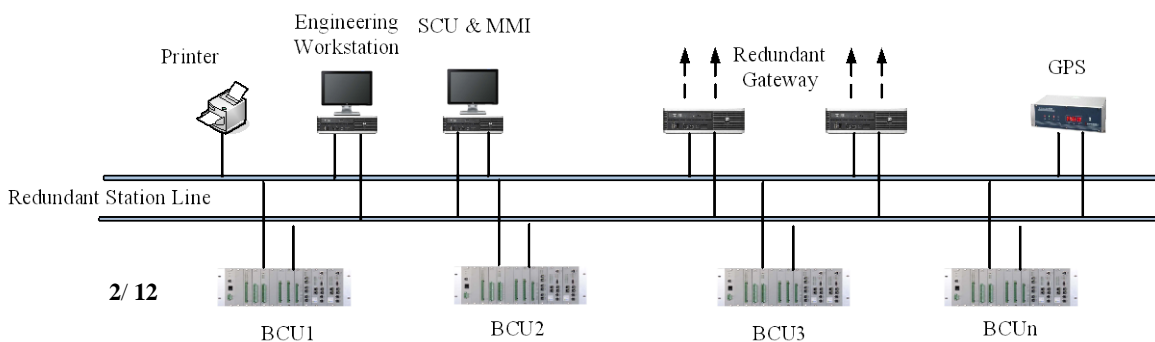 Engineering
Workstation
SCU & MMI
Printer
Redundant
Gateway
GPS
Redundant Station Line
2/ 12
BCU1
BCU2
BCU3
BCUn